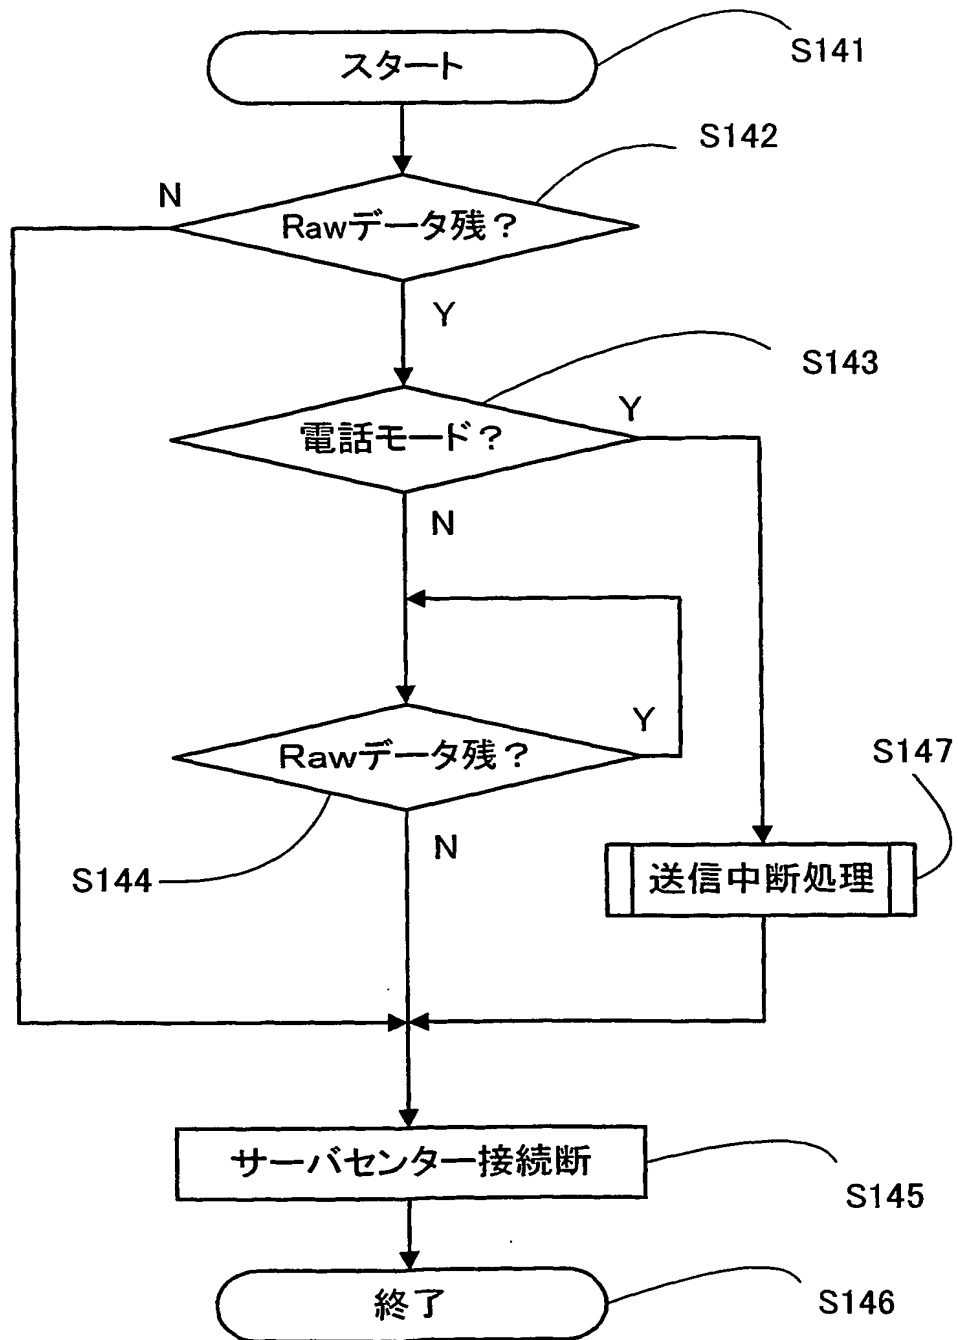 スタート
S141
S142
N
Rawデータ残？
Y
S143
Y
電話モード？
N
Y
Rawデータ残？
S147
N
S144
送信中断処理
サーバセンター接続断
S145
終了
S146